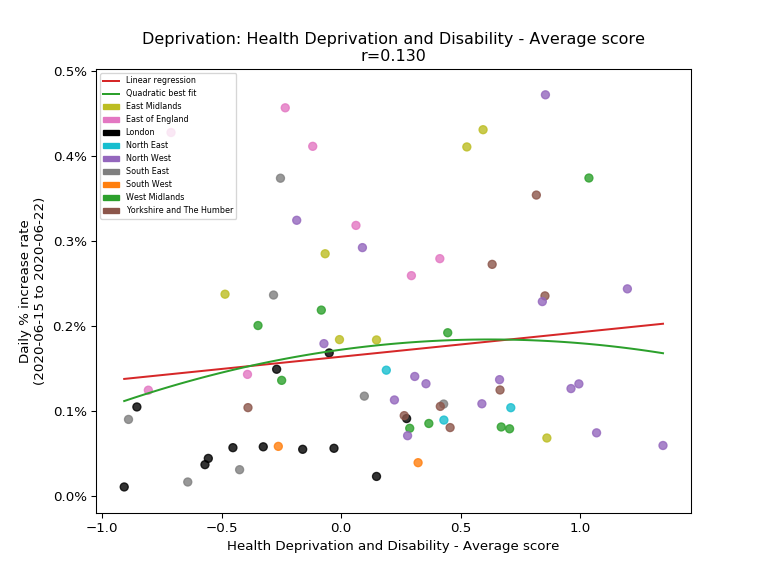 Deprivation: Health Deprivation and Disability - Average score
r=0.130
0.5%
0.4%
0.3%
0.2%
0.1%
0.0%
Daily % increase rate
(2020-06-15 to 2020-06-22)
Linear regression
Quadratic best fit
East Midlands
East of England
London
North East
North West
South East
South West
West Midlands
Yorkshire and The Humber
−1.0 −0.5 0.0 0.5 1.0
Health Deprivation and Disability - Average score